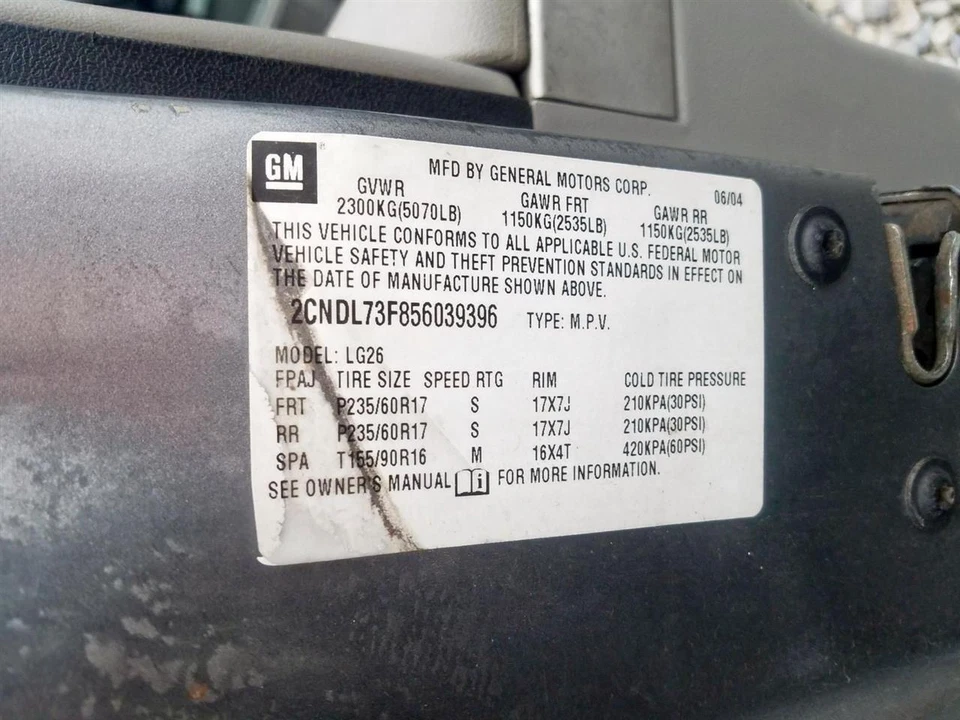 GM
MFD BY GENERAL MOTORS CORP. 06/04
GVWR GAWR FRT GAWR RR
2300KG(5070LB) 1150KG(2535LB) 1150KG(2535LB)
THIS VEHICLE CONFORMS TO ALL APPLICABLE U.S. FEDERAL MOTOR
VEHICLE SAFETY AND THEFT PREVENTION STANDARDS IN EFFECT ON
THE DATE OF MANUFACTURE SHOWN ABOVE.
2CNDL73F856039396 TYPE: M.P.V.
MODEL: LG26
FPAJ TIRE SIZE SPEED RTG RIM COLD TIRE PRESSURE
FRT P235/60R17 S 17X7J 210KPA(30PSI)
RR P235/60R17 S 17X7J 210KPA(30PSI)
SPA T155/90R16 M 16X4T 420KPA(60PSI)
SEE OWNER'S MANUAL i FOR MORE INFORMATION.